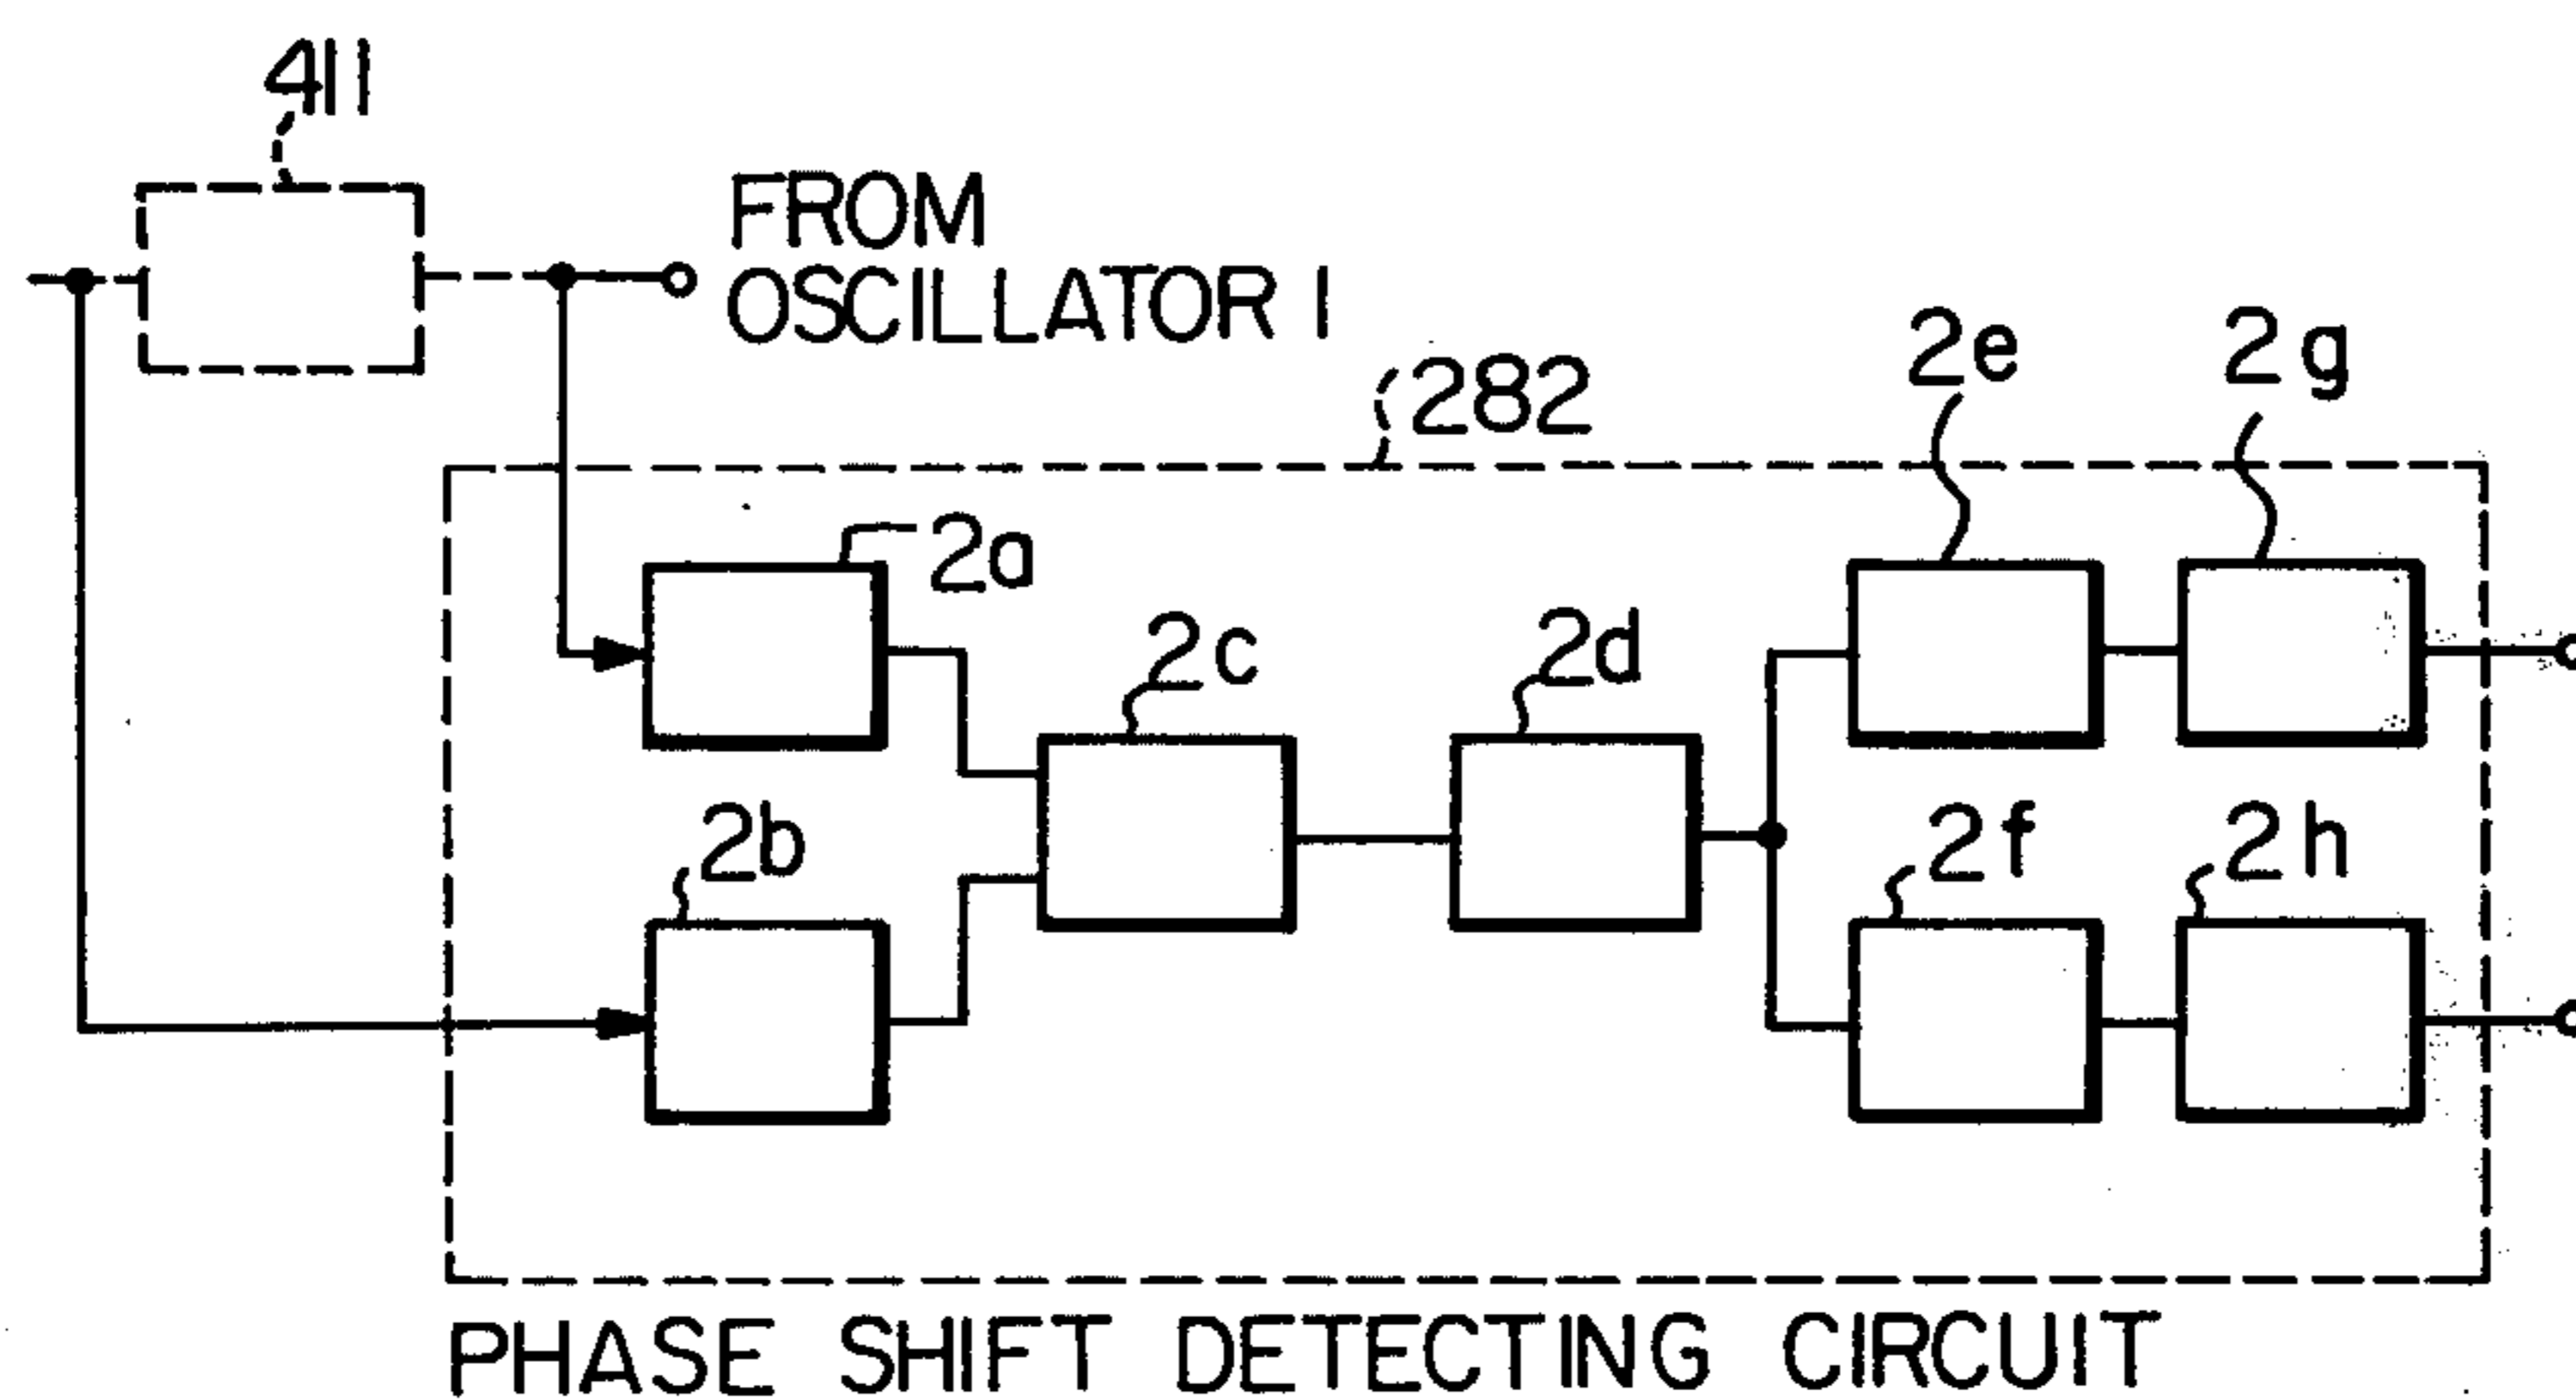 411
FROM
OSCILLATOR 1
282
2e
2g
2a
2c
2d
2b
2f
2h
PHASE SHIFT DETECTING CIRCUIT